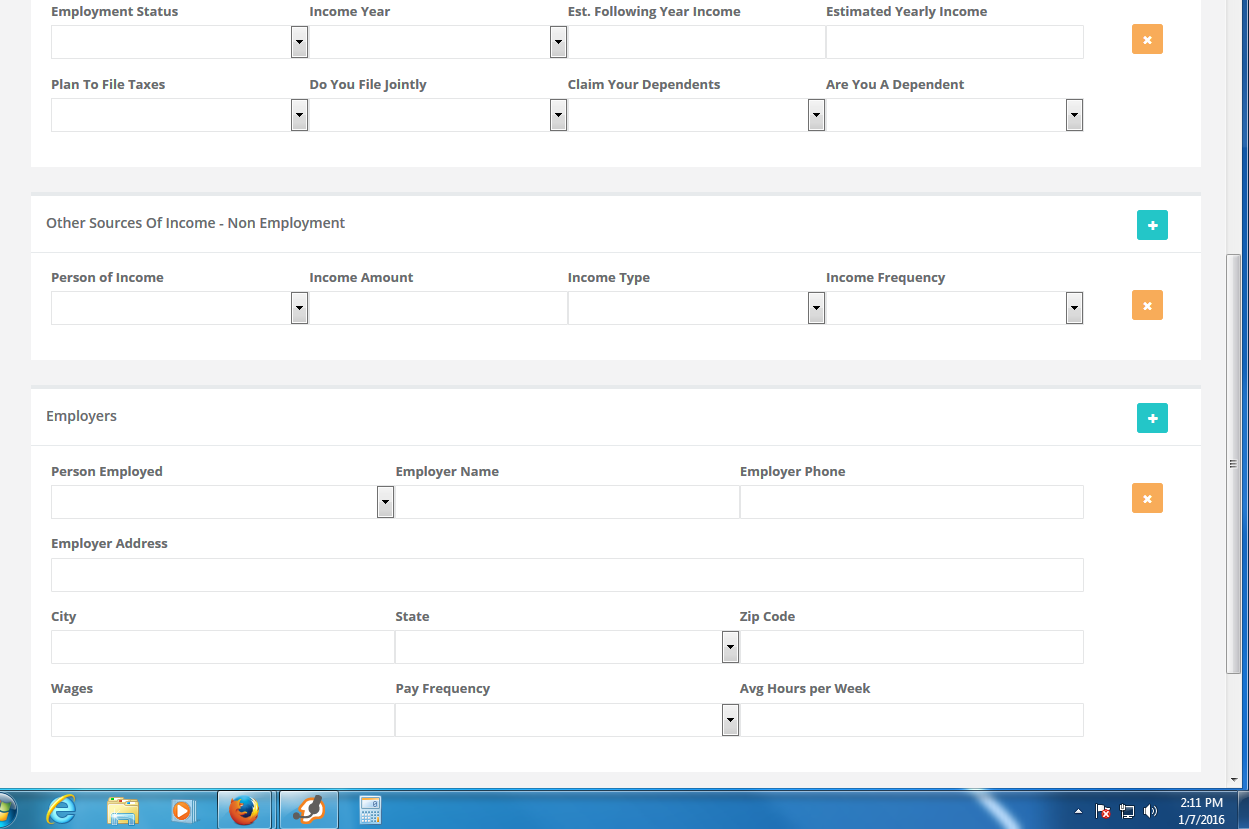 Employment Status Income Year Est. Following Year Income Estimated Yearly Income
Plan To File Taxes Do You File Jointly Claim Your Dependents Are You A Dependent
Other Sources Of Income - Non Employment
Person of Income Income Amount Income Type Income Frequency
Employers
Person Employed Employer Name Employer Phone
Employer Address
City State Zip Code
Wages Pay Frequency Avg Hours per Week
2:11 PM
1/7/2016